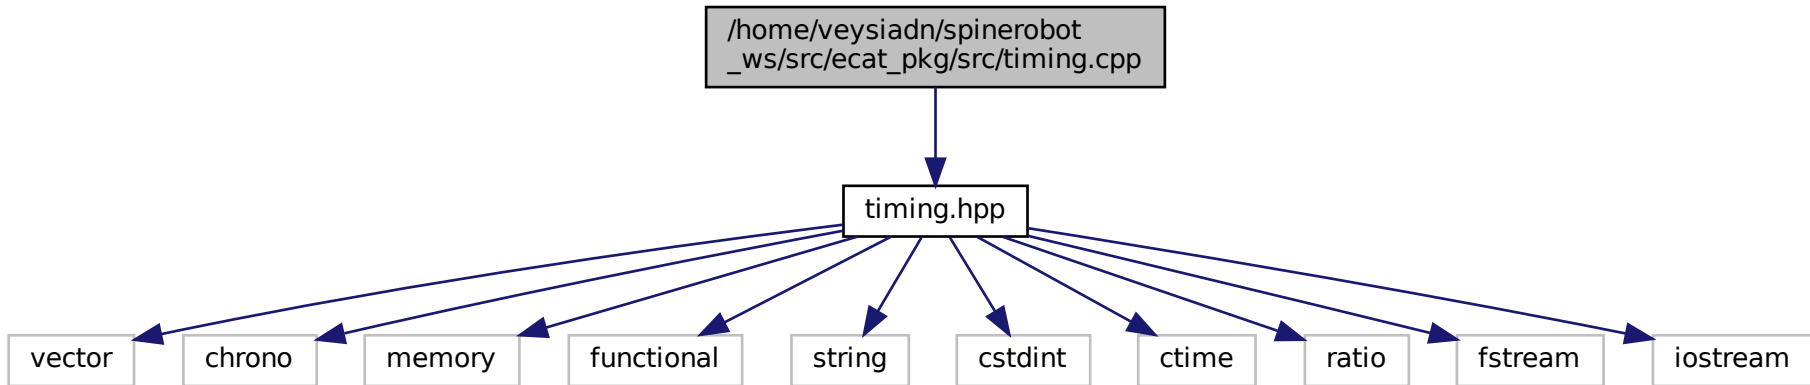 /home/veysiadn/spinerobot
_ws/src/ecat_pkg/src/timing.cpp
timing.hpp
vector
chrono
memory
functional
string
cstdint
ctime
ratio
fstream
iostream